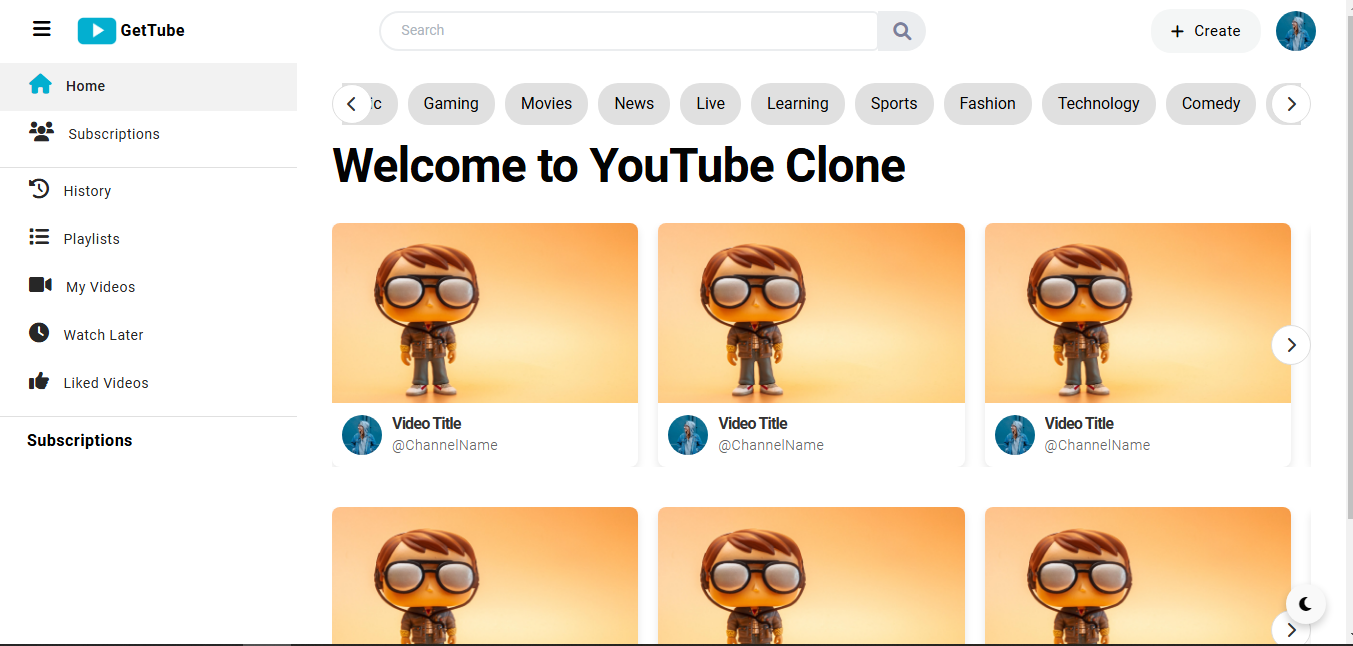 GetTube
Search
Create
Home
Subscriptions
History
Playlists
My Videos
Watch Later
Liked Videos
Subscriptions
ic Gaming Movies News Live Learning Sports Fashion Technology Comedy
Welcome to YouTube Clone
Video Title
@ChannelName
Video Title
@ChannelName
Video Title
@ChannelName